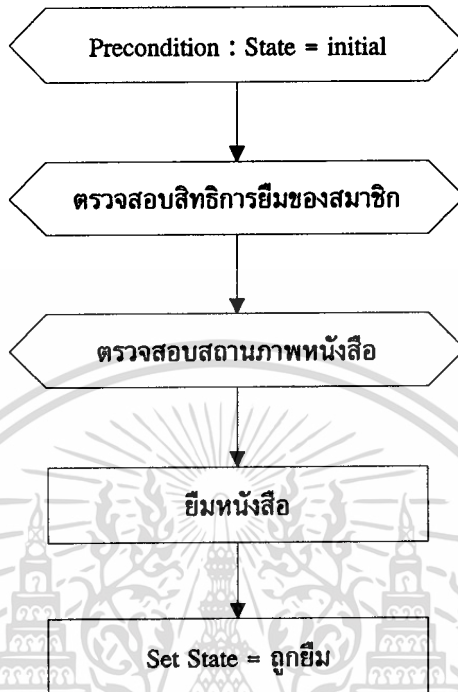 Precondition : State = initial
ตรวจสอบสิทธิการยืมของสมาชิก
ตรวจสอบสถานภาพหนังสือ
ยืมหนังสือ
Set State = ถูกยืม